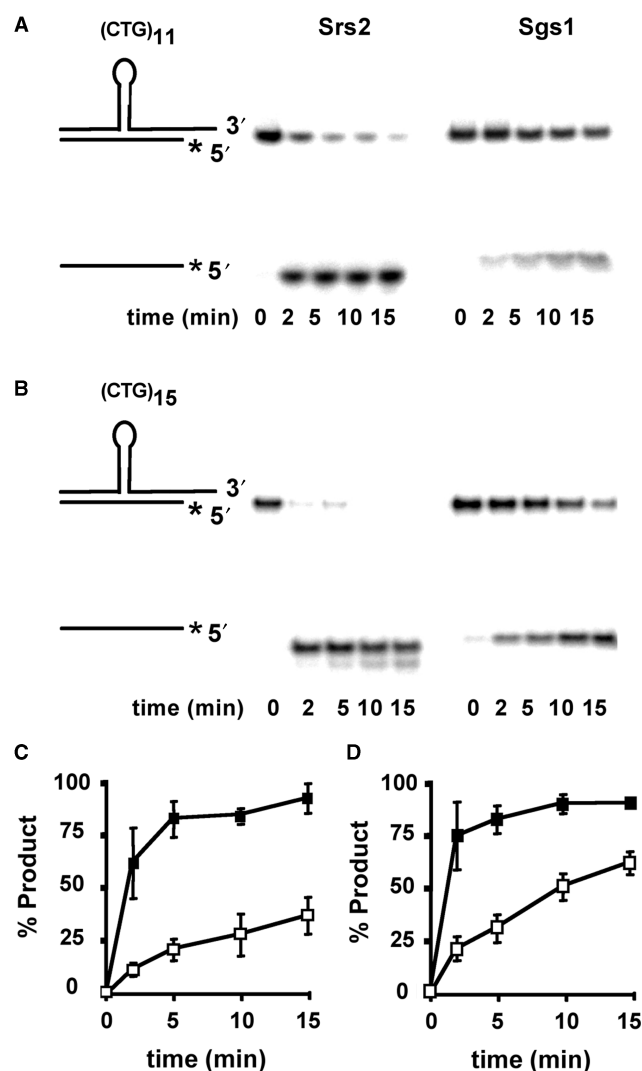 A
(CTG)11
Srs2
Sgs1
3′
* 5′
* 5′
time (min) 0 2 5 10 15 0 2 5 10 15
B
(CTG)15
3′
* 5′
* 5′
time (min) 0 2 5 10 15 0 2 5 10 15
C
D
100
75
50
25
0
% Product
0 5 10 15
time (min)
100
75
50
25
0
% Product
0 5 10 15
time (min)